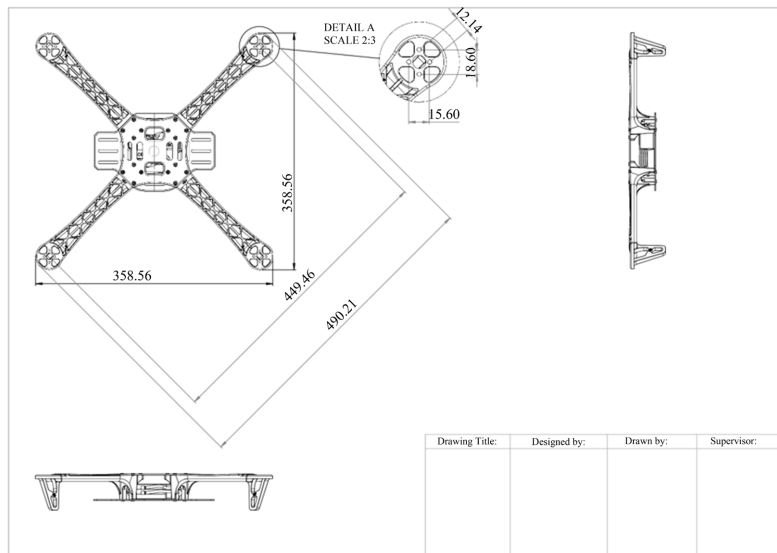 DETAIL A
SCALE 2:3
12.14
18.60
15.60
358.56
358.56
449.46
490.21
Drawing Title: Designed by: Drawn by: Supervisor: